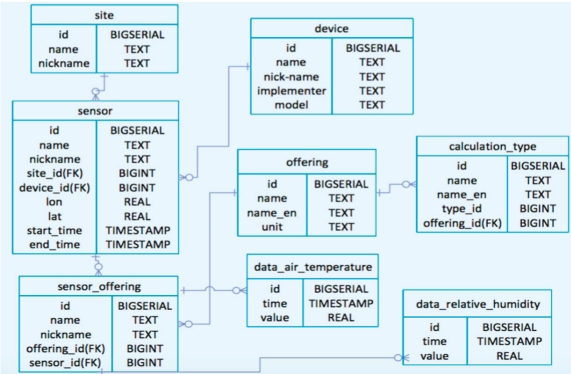 site
id BIGSERIAL
name TEXT
nickname TEXT
device
id BIGSERIAL
name TEXT
nick-name TEXT
implementer TEXT
model TEXT
sensor
id BIGSERIAL
name TEXT
nickname TEXT
site_id(FK) BIGINT
device_id(FK) BIGINT
lon REAL
lat REAL
start_time TIMESTAMP
end_time TIMESTAMP
offering
id BIGSERIAL
name TEXT
name_en TEXT
unit TEXT
calculation_type
id BIGSERIAL
name TEXT
name_en TEXT
type_id BIGINT
offering_id(FK) BIGINT
sensor_offering
id BIGSERIAL
name TEXT
nickname TEXT
offering_id(FK) BIGINT
sensor_id(FK) BIGINT
data_air_temperature
id BIGSERIAL
time TIMESTAMP
value REAL
data_relative_humidity
id BIGSERIAL
time TIMESTAMP
value REAL